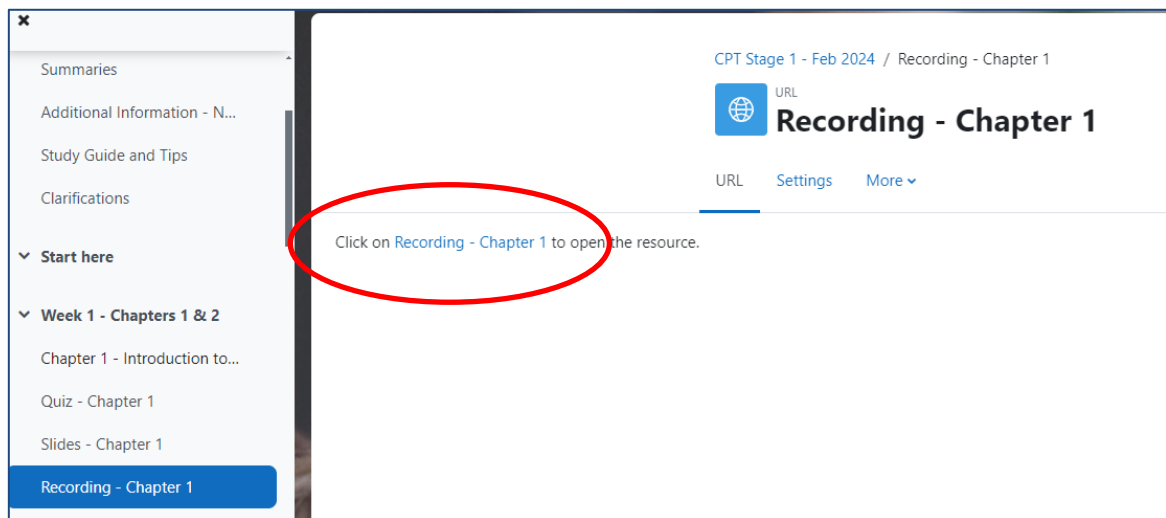 Summaries
Additional Information - N...
Study Guide and Tips
Clarifications
Start here
Week 1 - Chapters 1 & 2
Chapter 1 - Introduction to...
Quiz - Chapter 1
Slides - Chapter 1
Recording - Chapter 1
CPT Stage 1 - Feb 2024 / Recording - Chapter 1
URL
Recording - Chapter 1
URL Settings More
Click on Recording - Chapter 1 to open the resource.